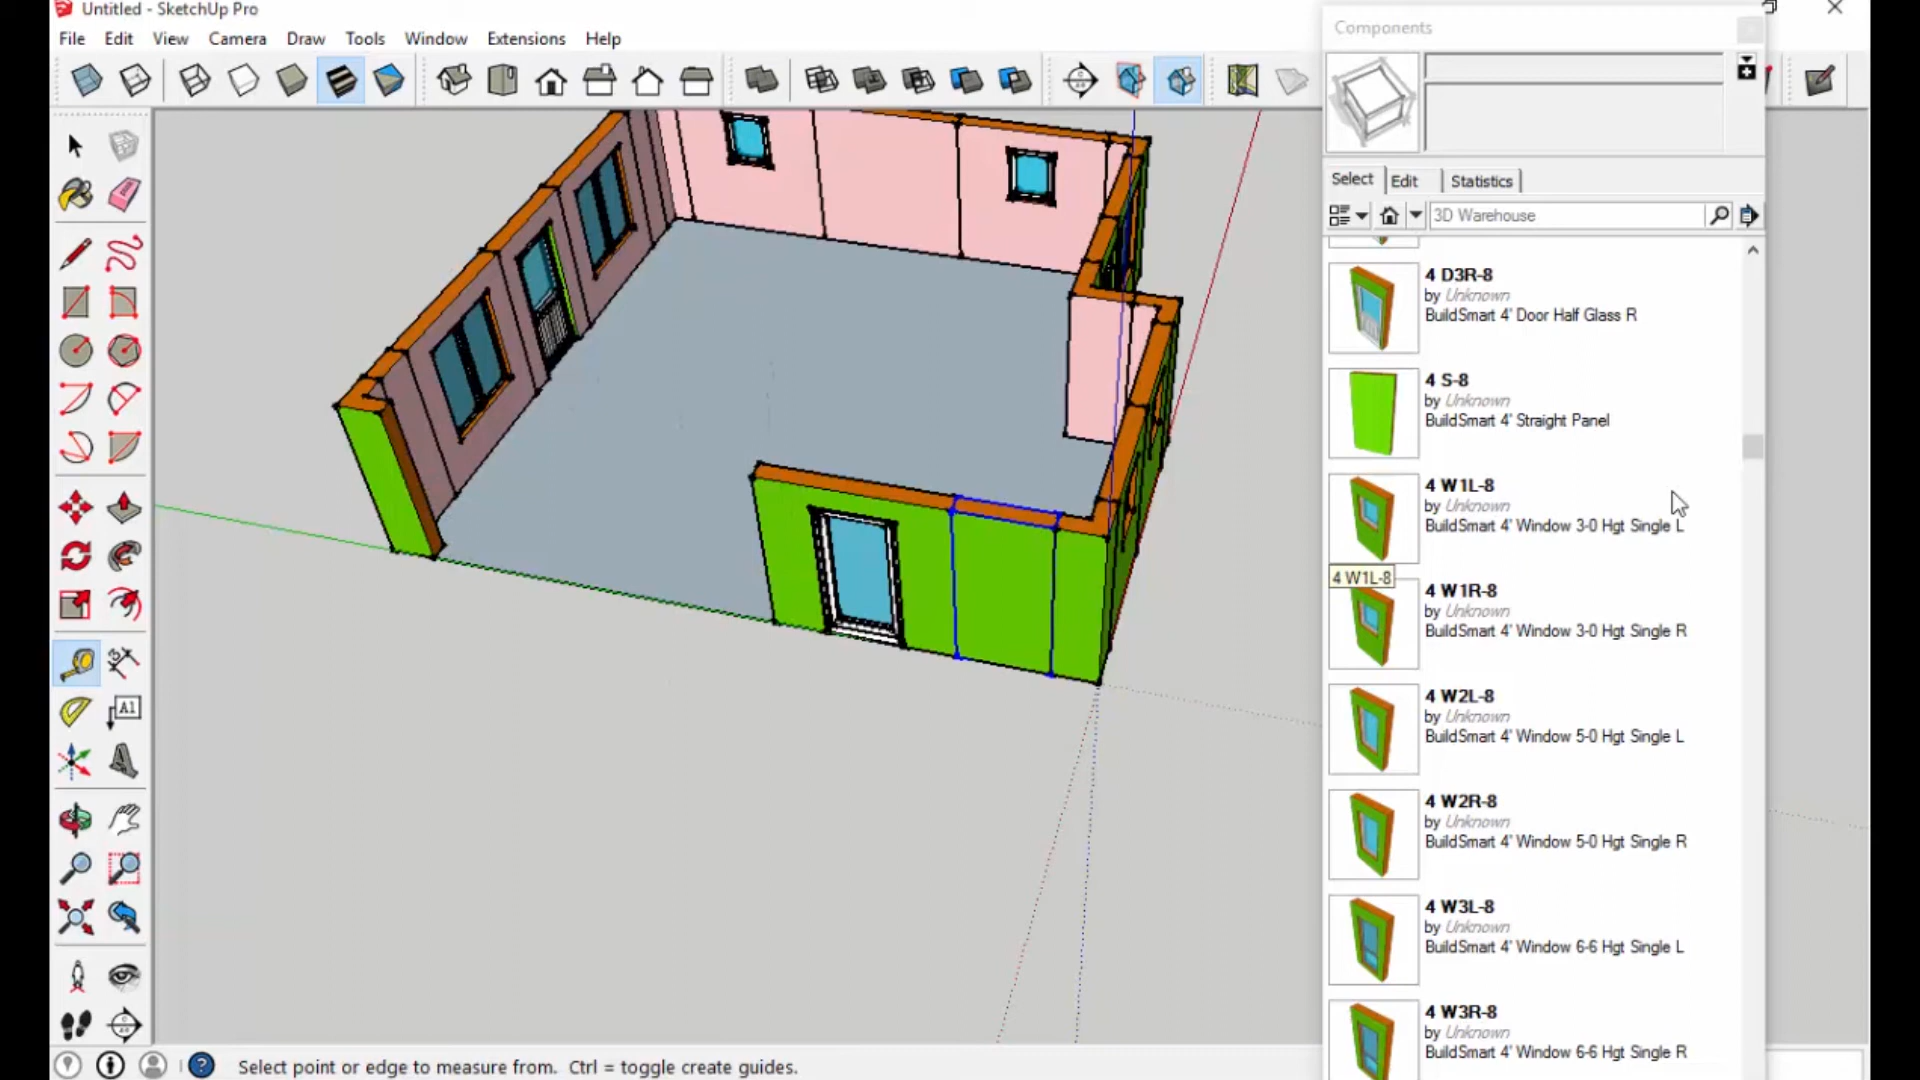 Untitled - SketchUp Pro
File Edit View Camera Draw Tools Window Extensions Help
Components
Select Edit Statistics
3D Warehouse
4 D3R-8
by Unknown
BuildSmart 4' Door Half Glass R
4 S-8
by Unknown
BuildSmart 4' Straight Panel
4 W1L-8
by Unknown
BuildSmart 4' Window 3-0 Hgt Single L
4 W1L-8
4 W1R-8
by Unknown
BuildSmart 4' Window 3-0 Hgt Single R
4 W2L-8
by Unknown
BuildSmart 4' Window 5-0 Hgt Single L
4 W2R-8
by Unknown
BuildSmart 4' Window 5-0 Hgt Single R
4 W3L-8
by Unknown
BuildSmart 4' Window 6-6 Hgt Single L
4 W3R-8
by Unknown
BuildSmart 4' Window 6-6 Hgt Single R
A1
Select point or edge to measure from. Ctrl = toggle create guides.